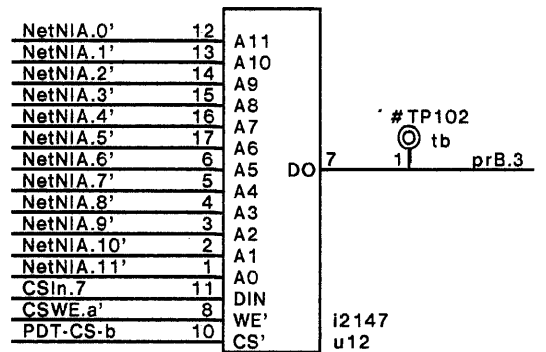 NetNIA.0' 12 A11
NetNIA.1' 13 A10
NetNIA.2' 14 A9
NetNIA.3' 15 A8
NetNIA.4' 16 A7
NetNIA.5' 17 A6
NetNIA.6' 6 A5 DO 7 1 prB.3
#TP102
tb
NetNIA.7' 5 A4
NetNIA.8' 4 A3
NetNIA.9' 3 A2
NetNIA.10' 2 A1
NetNIA.11' 1 A0
CSIn.7 11 DIN
CSWE.a' 8 WE' i2147
PDT-CS-b 10 CS' u12